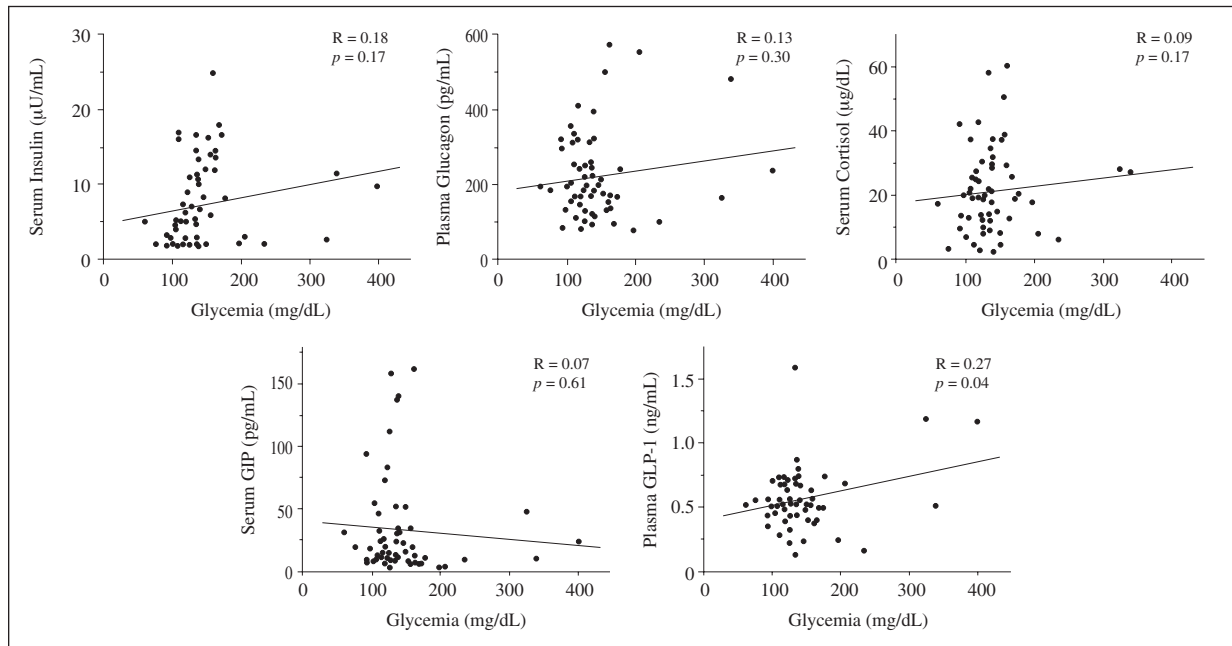 R = 0.18
p = 0.17
Serum Insulin (µU/mL)
30
20
10
0
0 100 200 300 400
Glycemia (mg/dL)
R = 0.13
p = 0.30
Plasma Glucagon (pg/mL)
600
400
200
0
0 100 200 300 400
Glycemia (mg/dL)
R = 0.09
p = 0.17
Serum Cortisol (µg/dL)
60
40
20
0
0 100 200 300 400
Glycemia (mg/dL)
R = 0.07
p = 0.61
Serum GIP (pg/mL)
150
100
50
0
0 100 200 300 400
Glycemia (mg/dL)
R = 0.27
p = 0.04
Plasma GLP-1 (ng/mL)
1.5
1.0
0.5
0
0 100 200 300 400
Glycemia (mg/dL)